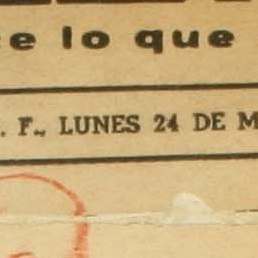 e lo que
. F., LUNES 24 DE M